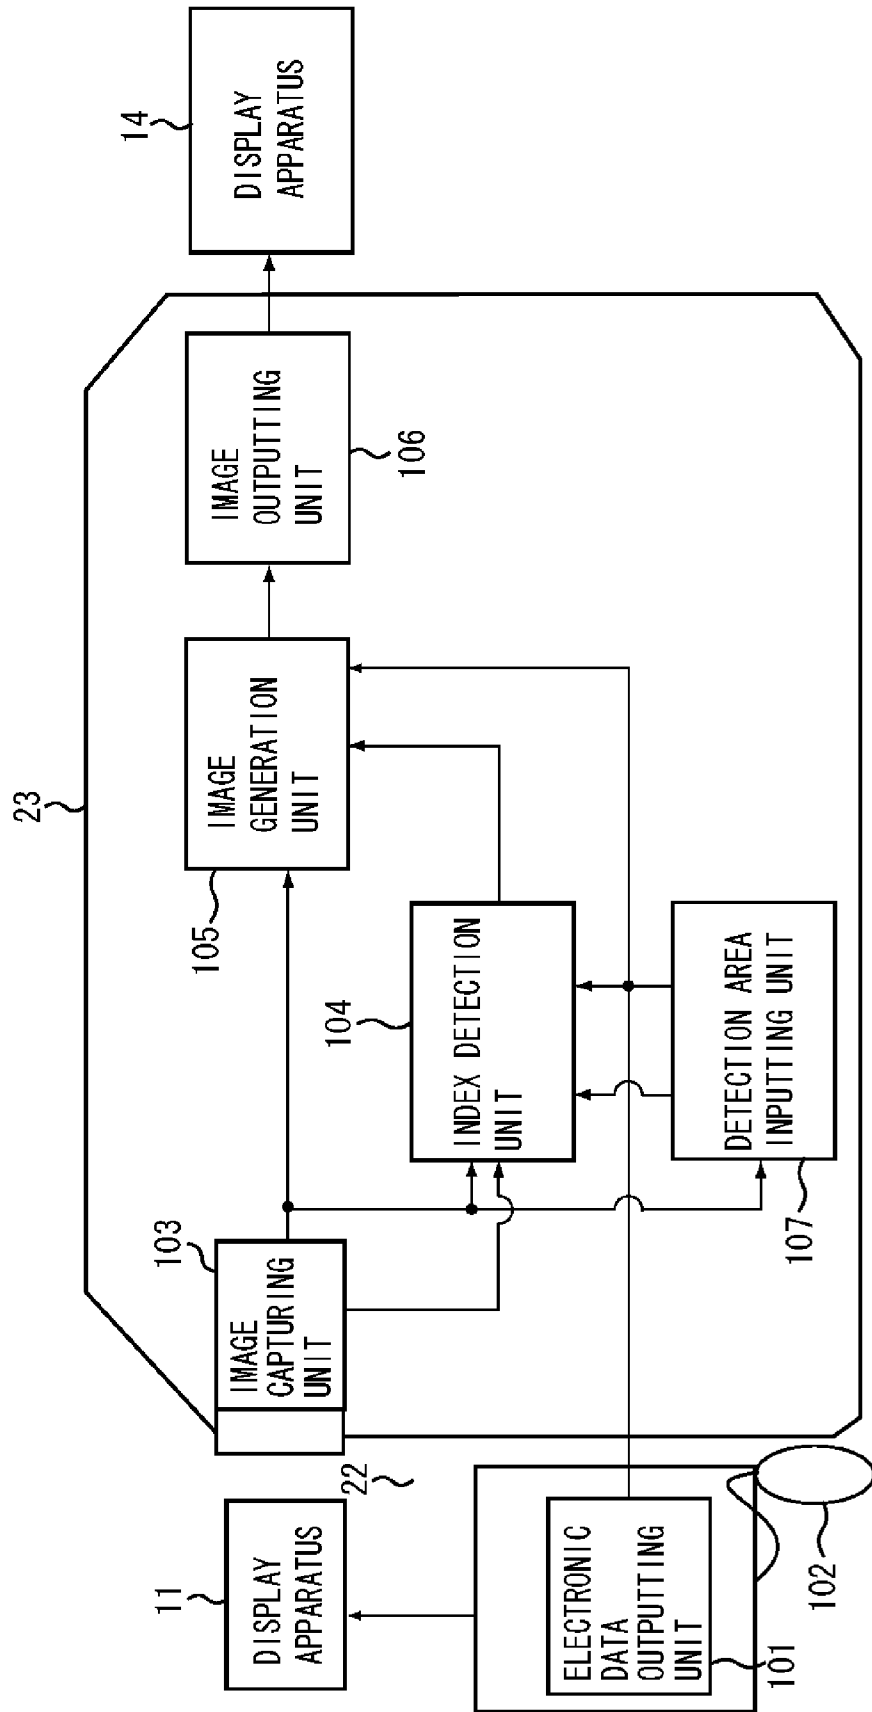 23
11
DISPLAY
APPARATUS
22
ELECTRONIC
DATA
OUTPUTTING
UNIT
101
102
103
IMAGE
CAPTURING
UNIT
104
INDEX DETECTION
UNIT
DETECTION AREA
INPUTTING UNIT
107
105
IMAGE
GENERATION
UNIT
IMAGE
OUTPUTTING
UNIT
106
14
DISPLAY
APPARATUS